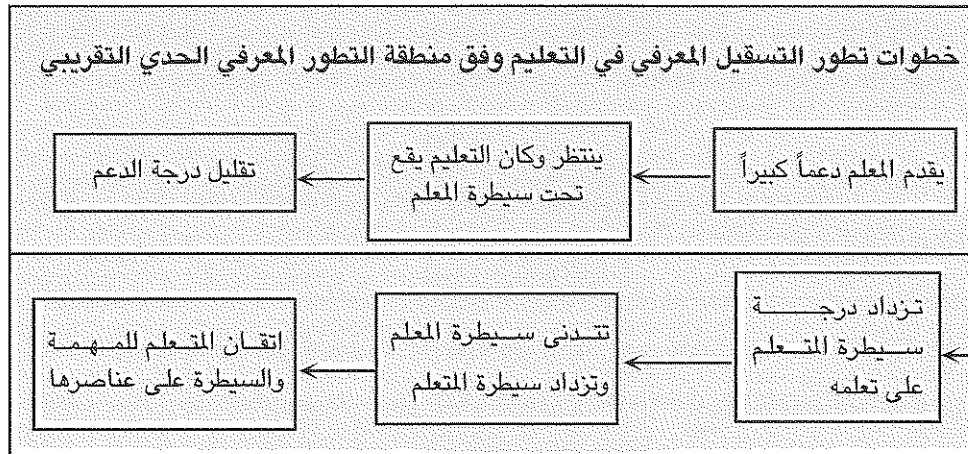 خطوات تطور التسقيل المعرفي في التعليم وفق منطقة التطور المعرفي الحدي التقريبي
يقدم المعلم دعماً كبيراً
ينتظر وكان التعليم يقع
تحت سيطرة المعلم
تقليل درجة الدعم
تزداد درجة
سيطرة المتعلم
على تعلمه
تتدنى سيطرة المعلم
وتزداد سيطرة المتعلم
اتقان المتعلم للمهمة
والسيطرة على عناصرها